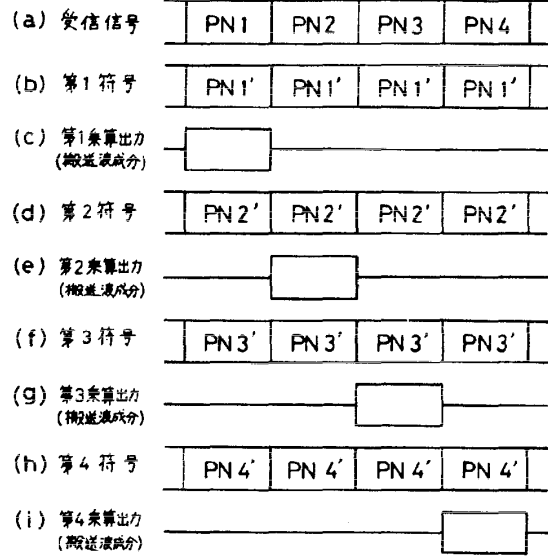 (a) 受信信号 PN1 PN2 PN3 PN4
(b) 第1符号 PN1′ PN1′ PN1′ PN1′
(c) 第1乗算出力
(搬送波成分)
(d) 第2符号 PN2′ PN2′ PN2′ PN2′
(e) 第2乗算出力
(搬送波成分)
(f) 第3符号 PN3′ PN3′ PN3′ PN3′
(g) 第3乗算出力
(搬送波成分)
(h) 第4符号 PN4′ PN4′ PN4′ PN4′
(i) 第4乗算出力
(搬送波成分)